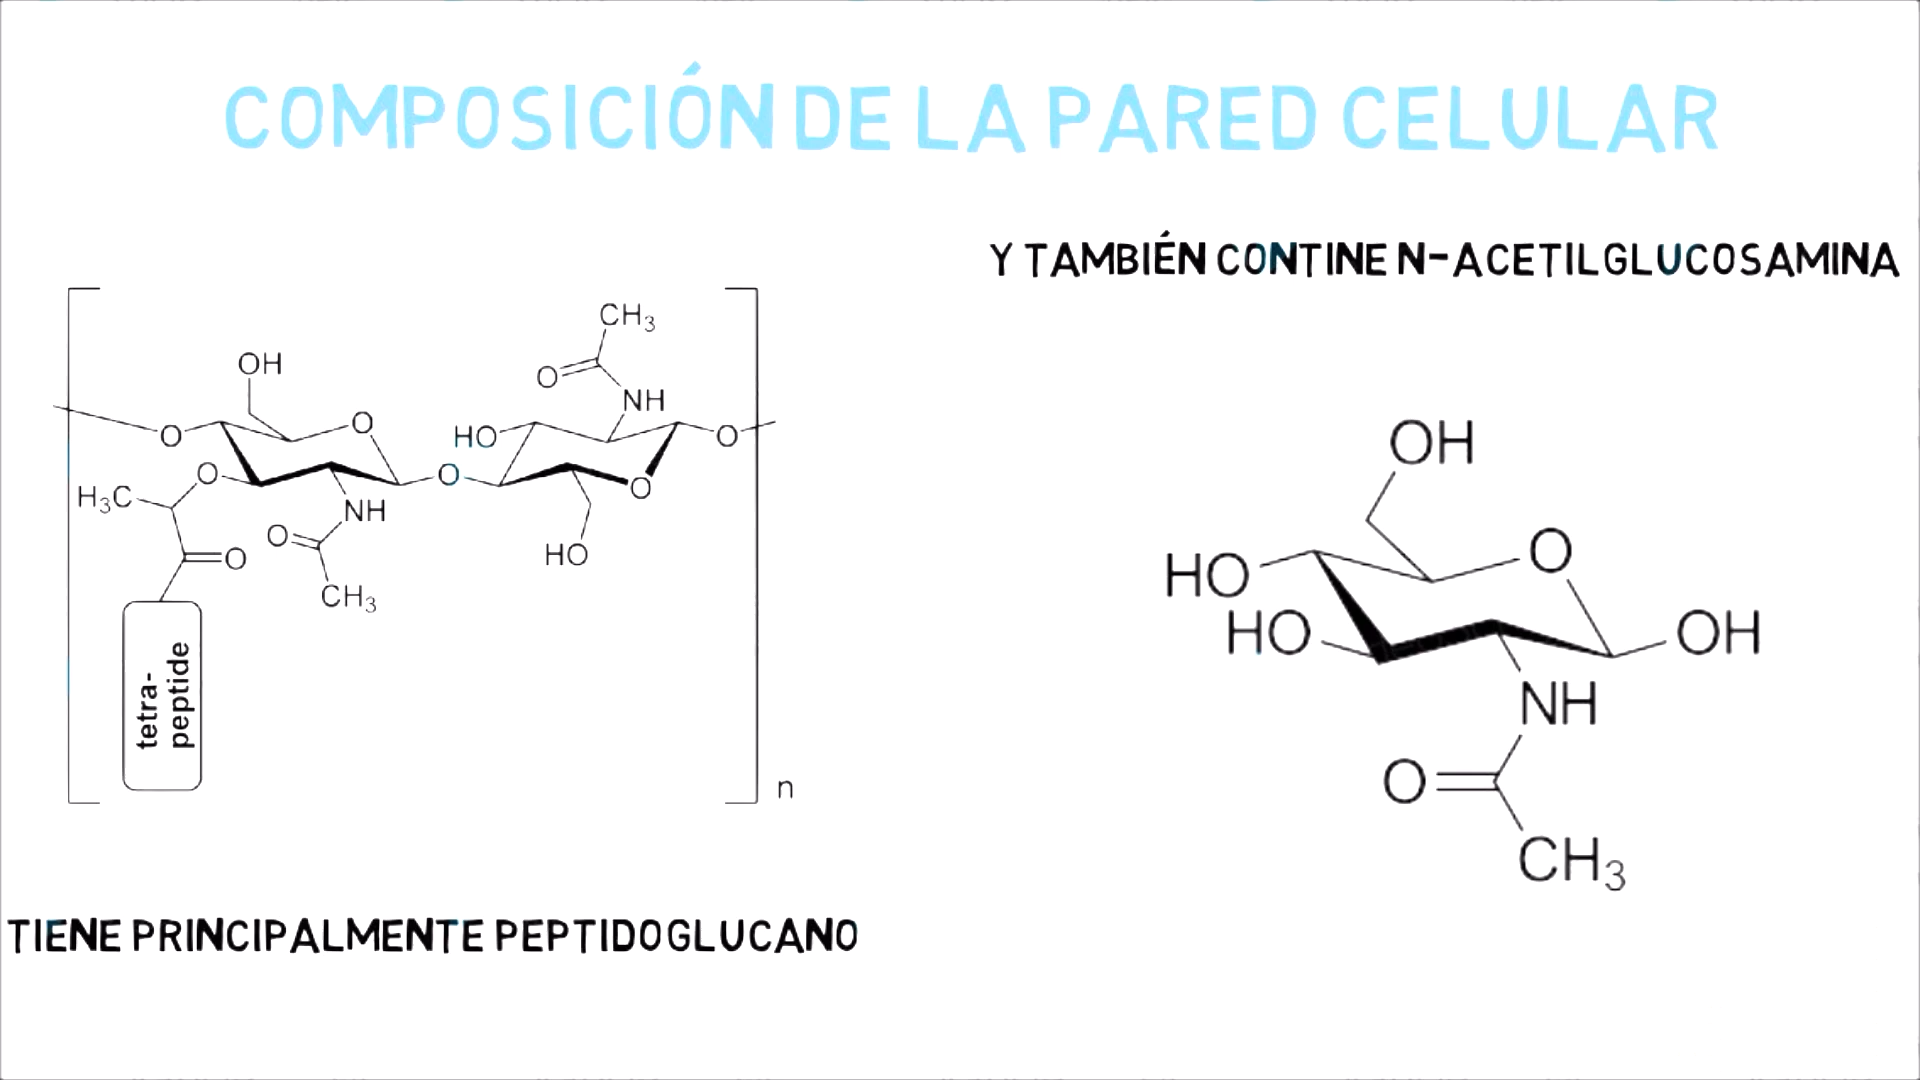 COMPOSICIÓN DE LA PARED CELULAR
Y TAMBIÉN CONTINE N-ACETILGLUCOSAMINA
CH3
OH
O
NH
O
HO
O
O
O
O
O
H3C
NH
O
O
HO
CH3
tetra-
peptide
n
OH
O
HO
HO
OH
NH
O
CH3
TIENE PRINCIPALMENTE PEPTIDOGLUCANO